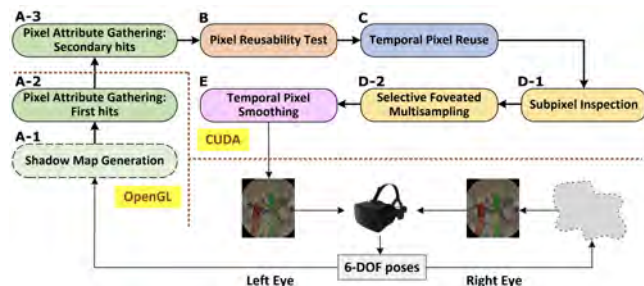 A-3
Pixel Attribute Gathering:
Secondary hits
B
Pixel Reusability Test
C
Temporal Pixel Reuse
A-2
Pixel Attribute Gathering:
First hits
E
Temporal Pixel
Smoothing
D-2
Selective Foveated
Multisampling
D-1
Subpixel Inspection
A-1
Shadow Map Generation
CUDA
OpenGL
6-DOF poses
Left Eye
Right Eye